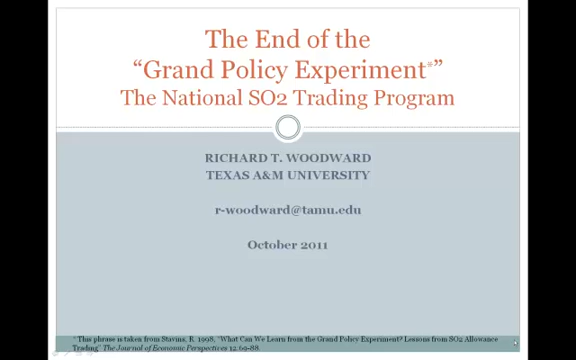 The End of the
“Grand Policy Experiment*”
The National SO2 Trading Program
RICHARD T. WOODWARD
TEXAS A&M UNIVERSITY
r-woodward@tamu.edu
October 2011
* This phrase is taken from Stavins, R. 1998, "What Can We Learn from the Grand Policy Experiment? Lessons from SO2 Allowance
Trading" The Journal of Economic Perspectives 12:69-88.